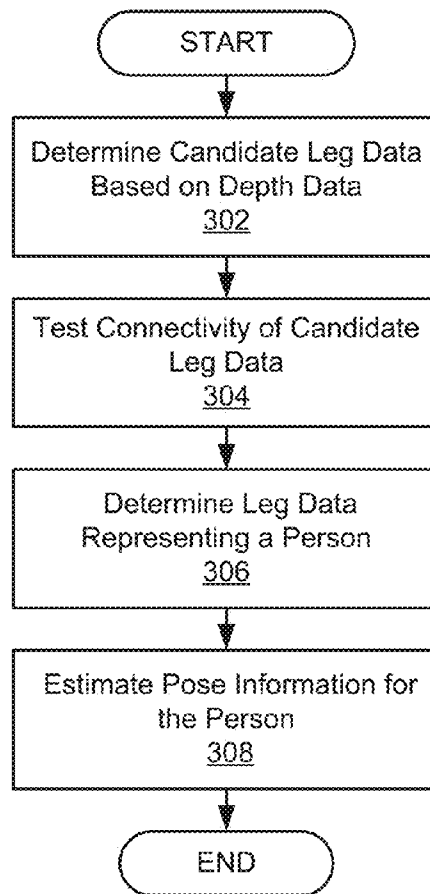 START
Determine Candidate Leg Data
Based on Depth Data
302
Test Connectivity of Candidate
Leg Data
304
Determine Leg Data
Representing a Person
306
Estimate Pose Information for
the Person
308
END